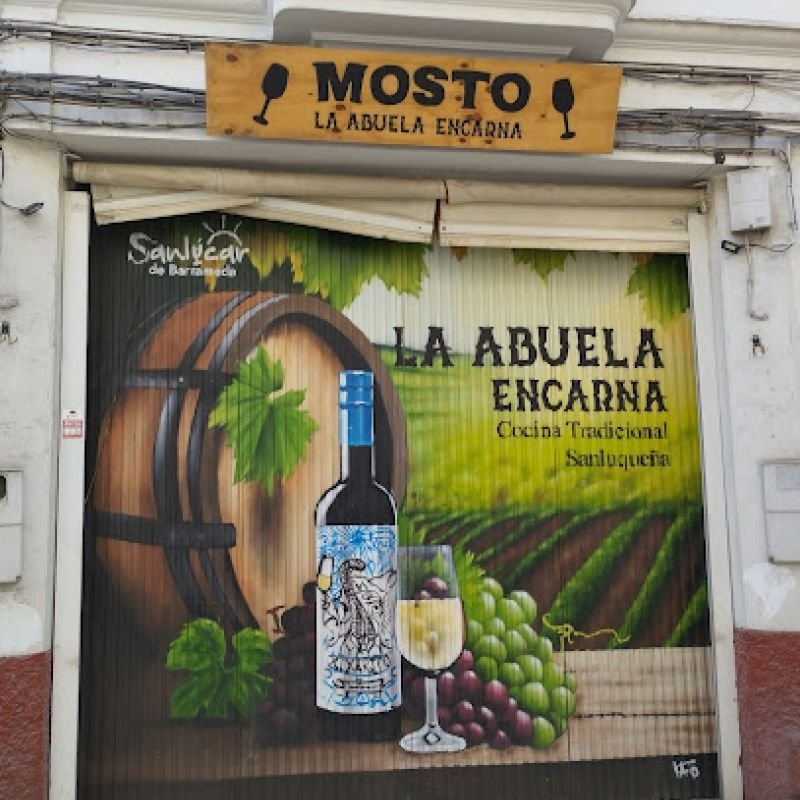 MOSTO
LA ABUELA ENCARNA
Sanlúcar
de Barrameda
LA ABUELA
ENCARNA
Cocina Tradicional
Sanluqueña